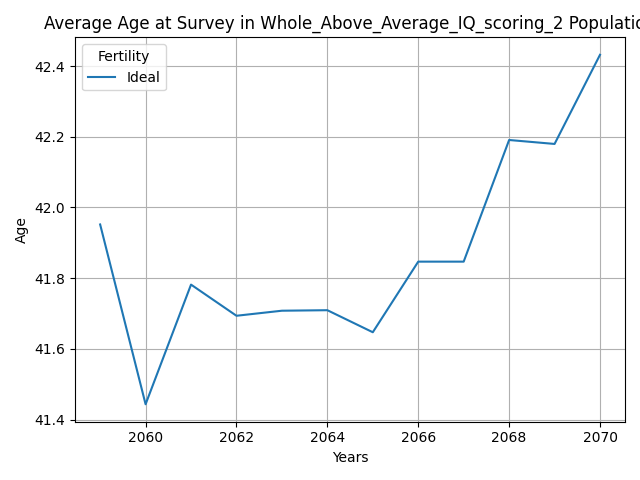 Average Age at Survey in Whole_Above_Average_IQ_scoring_2 Populatio
Fertility
Ideal
42.4
42.2
42.0
41.8
41.6
41.4
Age
2060 2062 2064 2066 2068 2070
Years